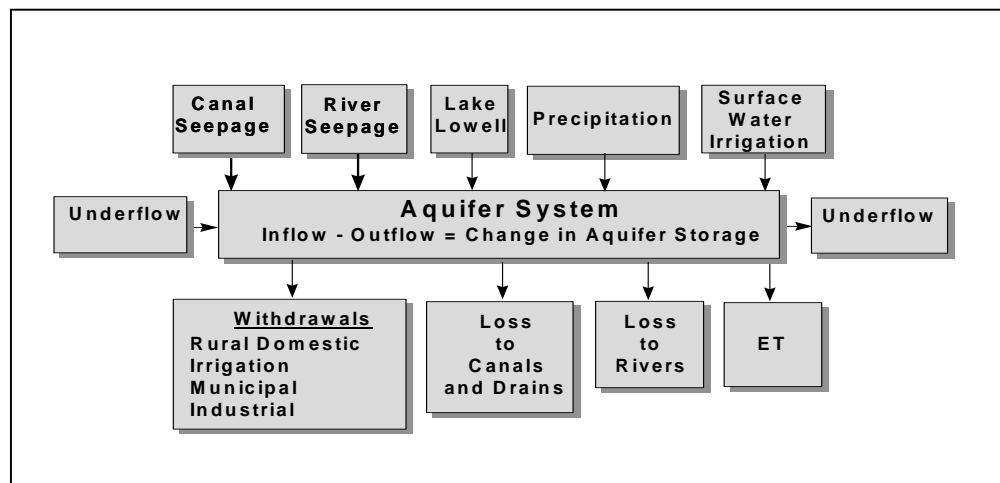 Canal
Seepage
River
Seepage
Lake
Lowell
Precipitation
Surface
Water
Irrigation
Underflow
Aquifer System
Inflow - Outflow = Change in Aquifer Storage
Underflow
Withdrawals
Rural Domestic
Irrigation
Municipal
Industrial
Loss
to
Canals
and Drains
Loss
to
Rivers
ET